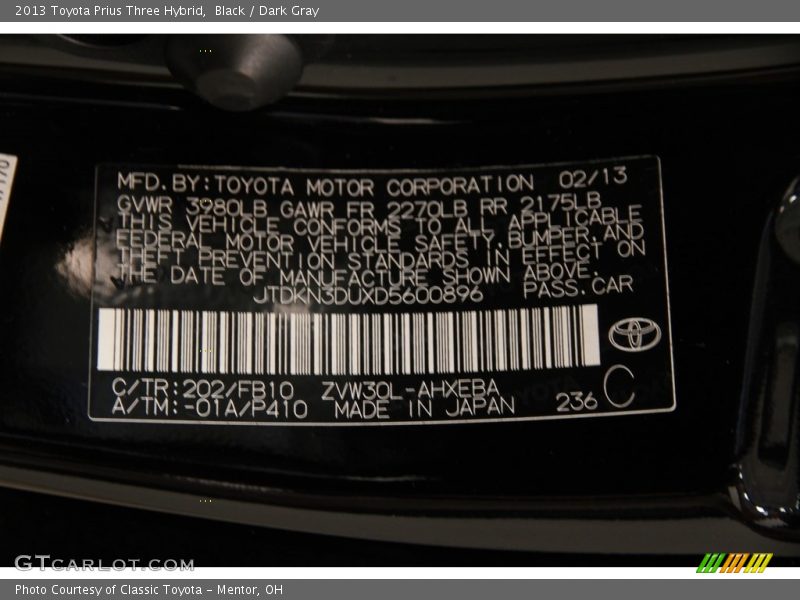 2013 Toyota Prius Three Hybrid, Black / Dark Gray
MFD.BY:TOYOTA MOTOR CORPORATION 02/13
GVWR 3980LB GAWR FR 2270LB RR 2175LB
THIS VEHICLE CONFORMS TO ALL APPLICABLE
FEDERAL MOTOR VEHICLE SAFETY,BUMPER,AND
THEFT PREVENTION STANDARDS IN EFFECT ON
THE DATE OF MANUFACTURE SHOWN ABOVE.
JTDKN3DUXD5600896 PASS.CAR
C/TR:202/FB10 ZVW30L-AHXEBA
A/TM:-01A/P410 MADE IN JAPAN 236 C
GTCARLOT.COM
Photo Courtesy of Classic Toyota - Mentor, OH